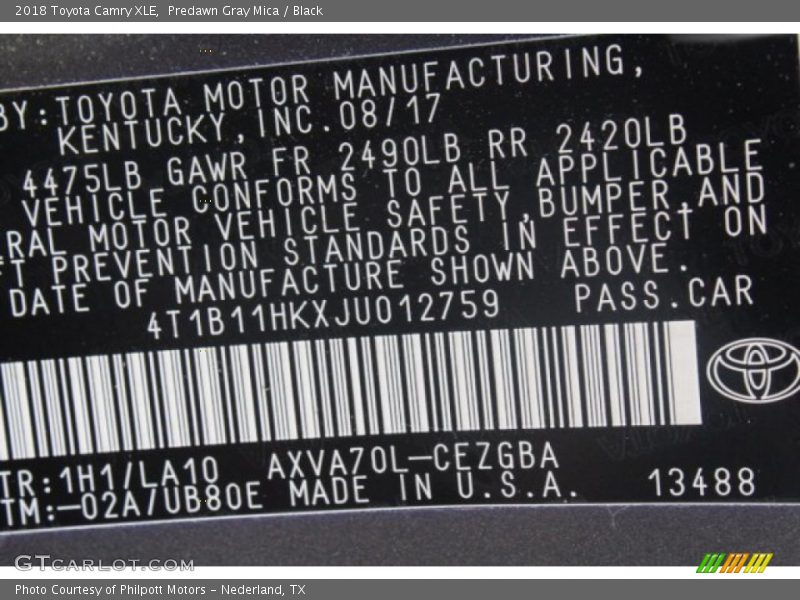 2018 Toyota Camry XLE, Predawn Gray Mica / Black
BY:TOYOTA MOTOR MANUFACTURING,
KENTUCKY,INC.08/17
4475LB GAWR FR 2490LB RR 2420LB
VEHICLE CONFORMS TO ALL APPLICABLE
RAL MOTOR VEHICLE SAFETY,BUMPER,AND
FT PREVENTION STANDARDS IN EFFECT ON
DATE OF MANUFACTURE SHOWN ABOVE.
4T1B11HKXJU012759 PASS.CAR
TR:1H1/LA10 AXVA70L-CEZGBA
TM:-02A/UB80E MADE IN U.S.A. 13488
GTCARLOT.COM
Photo Courtesy of Philpott Motors - Nederland, TX